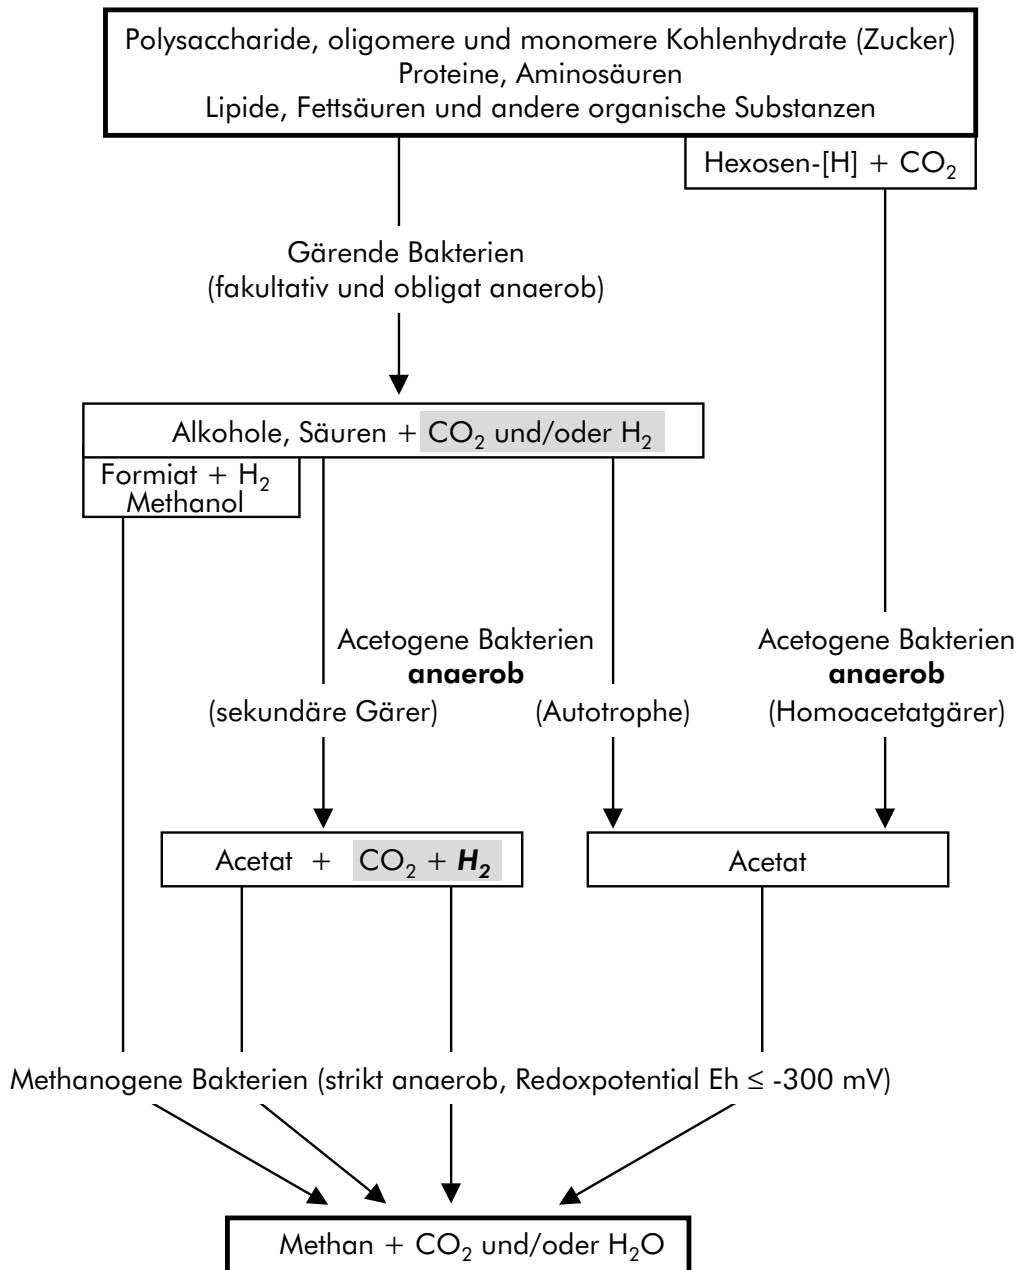 Polysaccharide, oligomere und monomere Kohlenhydrate (Zucker)
Proteine, Aminosäuren
Lipide, Fettsäuren und andere organische Substanzen
Hexosen-[H] + CO₂
Gärende Bakterien
(fakultativ und obligat anaerob)
Alkohole, Säuren + CO₂ und/oder H₂
Formiat + H₂
Methanol
Acetogene Bakterien
anaerob
(sekundäre Gärer)
(Autotrophe)
Acetogene Bakterien
anaerob
(Homoacetatgärer)
Acetat + CO₂ + H₂
Acetat
Methanogene Bakterien (strikt anaerob, Redoxpotential Eh ≤ -300 mV)
Methan + CO₂ und/oder H₂O